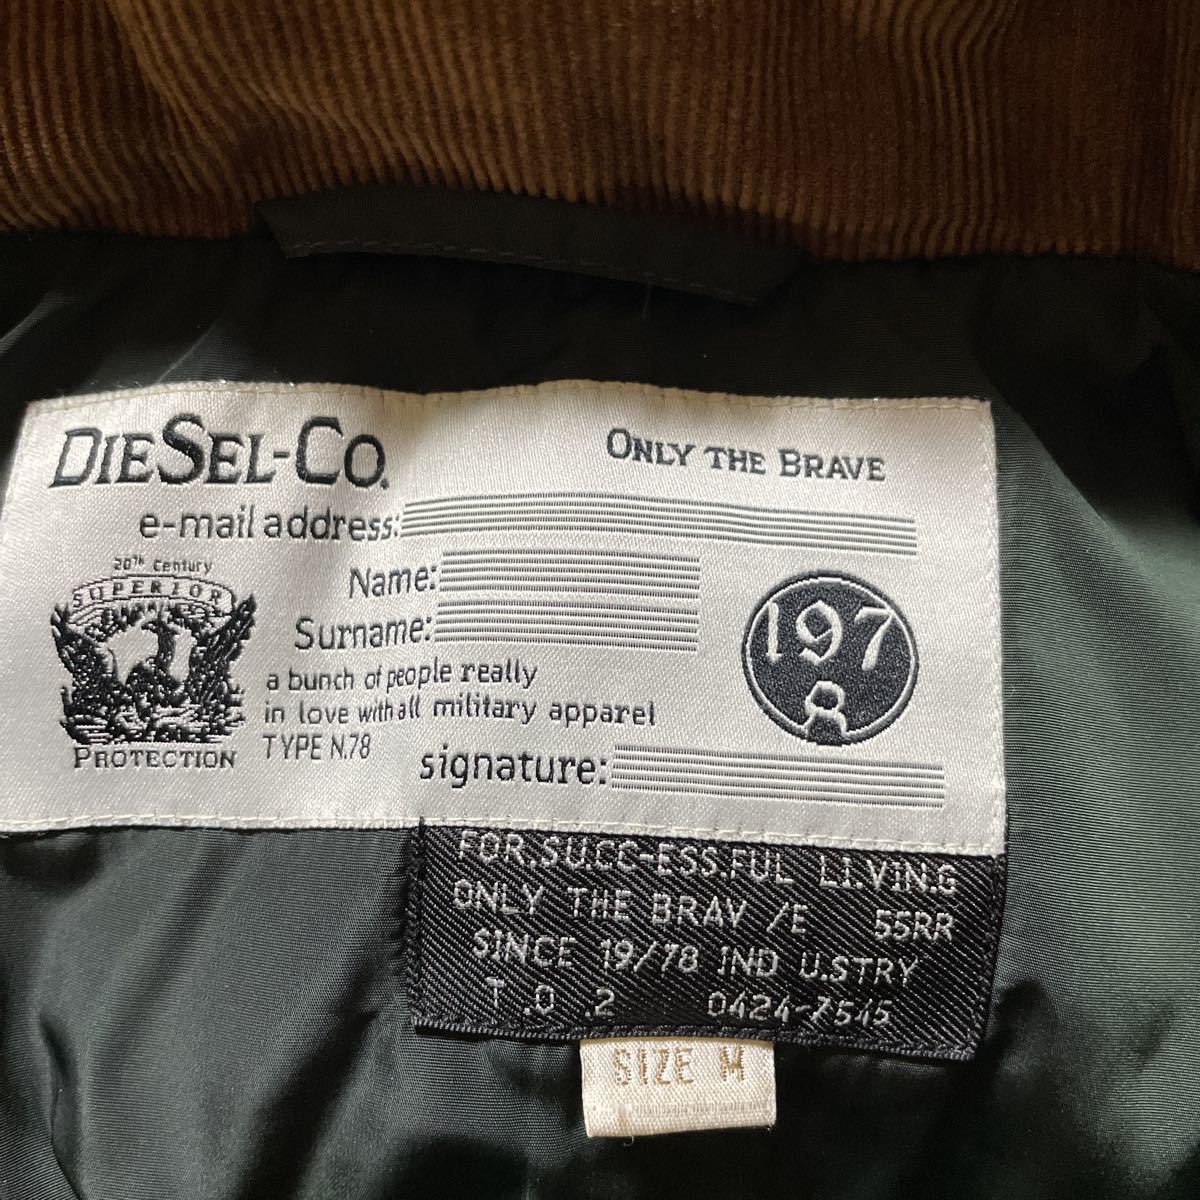 DIESEL-CO.
ONLY THE BRAVE
e-mail address:
20th Century
SUPERIOR
PROTECTION
Name:
Surname:
a bunch of people really
in love with all military apparel
TYPE N.78
197
8
signature:
FOR.SU.CC-ESS.FUL LI.VIN.G
ONLY THE BRAV /E 55RR
SINCE 19/78 IND U.STRY
T .O .2 0424-7545
SIZE M